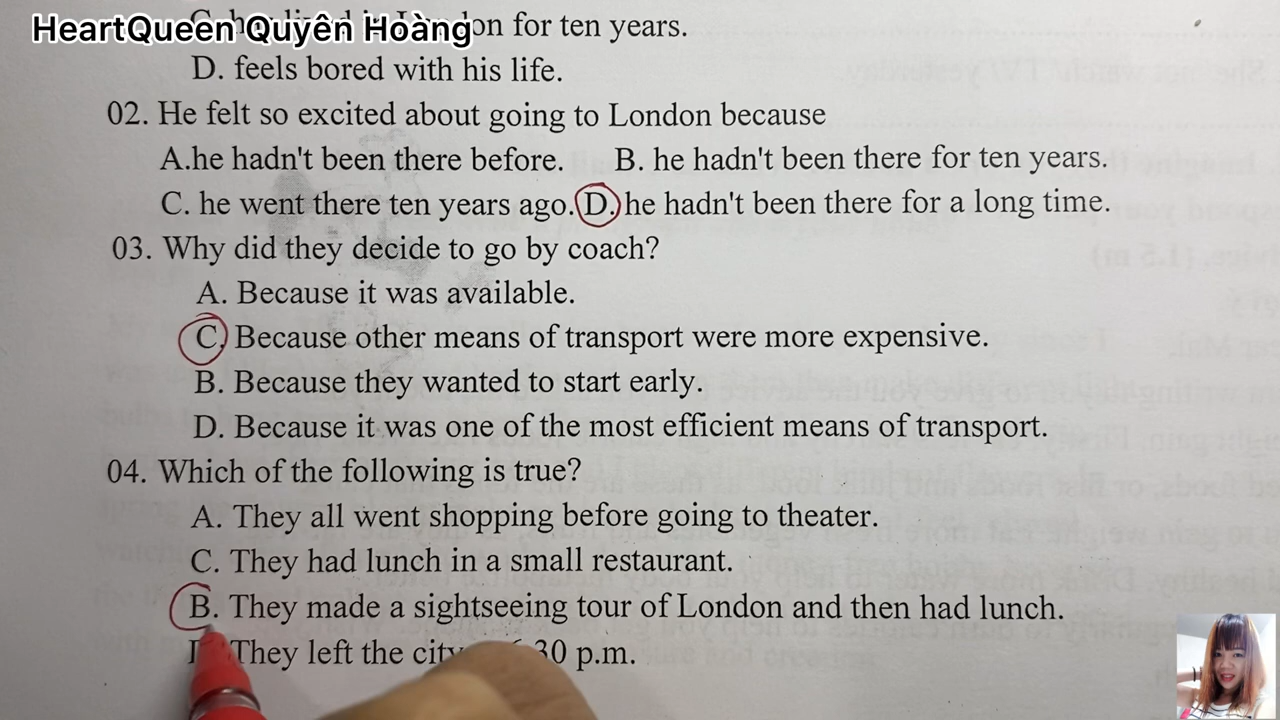 HeartQueen Quyên Hoàng
on for ten years.
D. feels bored with his life.
02. He felt so excited about going to London because
A.he hadn't been there before. B. he hadn't been there for ten years.
C. he went there ten years ago. D. he hadn't been there for a long time.
03. Why did they decide to go by coach?
A. Because it was available.
C. Because other means of transport were more expensive.
B. Because they wanted to start early.
D. Because it was one of the most efficient means of transport.
04. Which of the following is true?
A. They all went shopping before going to theater.
C. They had lunch in a small restaurant.
B. They made a sightseeing tour of London and then had lunch.
They left the city 30 p.m.